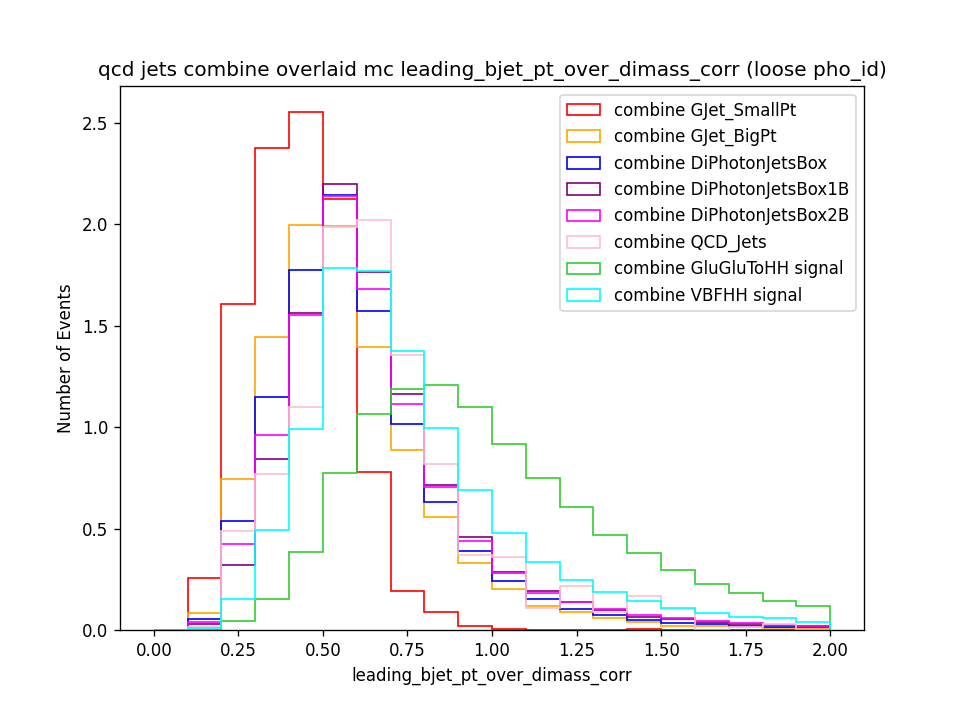 qcd jets combine overlaid mc leading_bjet_pt_over_dimass_corr (loose pho_id)
combine GJet_SmallPt
combine GJet_BigPt
combine DiPhotonJetsBox
combine DiPhotonJetsBox1B
combine DiPhotonJetsBox2B
combine QCD_Jets
combine GluGluToHH signal
combine VBFHH signal
Number of Events
2.5
2.0
1.5
1.0
0.5
0.0
0.00 0.25 0.50 0.75 1.00 1.25 1.50 1.75 2.00
leading_bjet_pt_over_dimass_corr